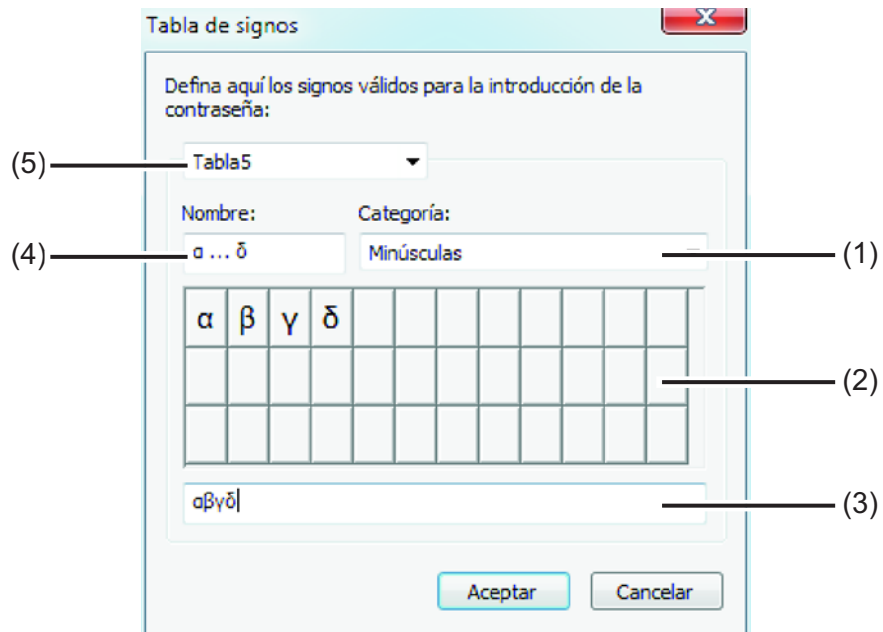 Tabla de signos
X
Defina aquí los signos válidos para la introducción de la
contraseña:
(5) Tabla5
Nombre: Categoría:
(4) α ... δ Minúsculas (1)
α β γ δ
(2)
αβγδ (3)
Aceptar Cancelar